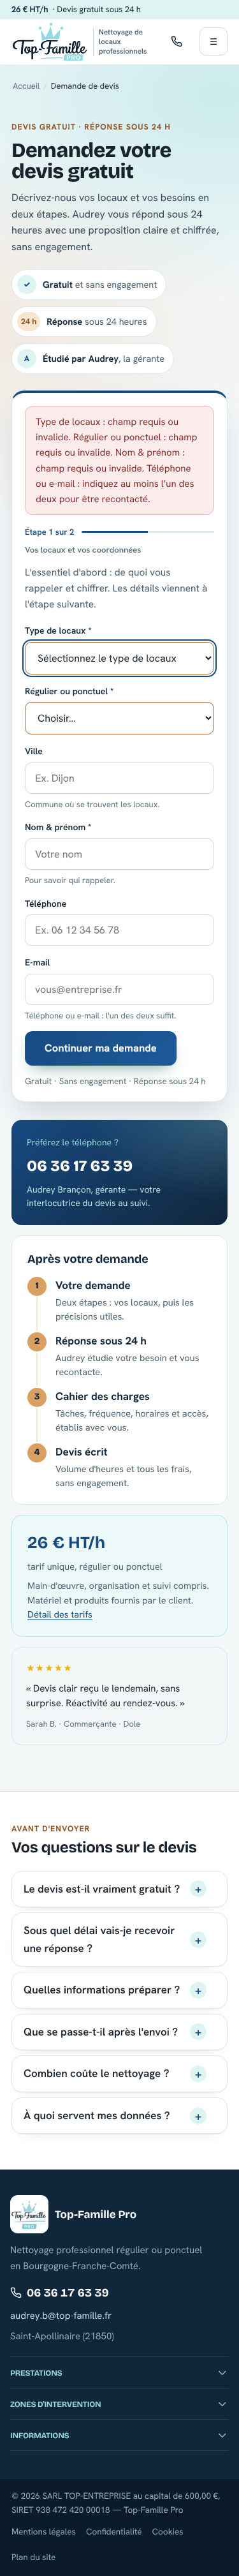 26 € HT/h · Devis gratuit sous 24 h
Top-Famille
PRO
Nettoyage de
locaux
professionnels
☰
Accueil / Demande de devis
DEVIS GRATUIT · RÉPONSE SOUS 24 H
Demandez votre
devis gratuit
Décrivez-nous vos locaux et vos besoins en
deux étapes. Audrey vous répond sous 24
heures avec une proposition claire et chiffrée,
sans engagement.
✓ Gratuit et sans engagement
24 h Réponse sous 24 heures
A Étudié par Audrey, la gérante
Type de locaux : champ requis ou
invalide. Régulier ou ponctuel : champ
requis ou invalide. Nom & prénom :
champ requis ou invalide. Téléphone
ou e-mail : indiquez au moins l’un des
deux pour être recontacté.
Étape 1 sur 2
Vos locaux et vos coordonnées
L'essentiel d'abord : de quoi vous
rappeler et chiffrer. Les détails viennent à
l'étape suivante.
Type de locaux *
Sélectionnez le type de locaux
Régulier ou ponctuel *
Choisir...
Ville
Ex. Dijon
Commune où se trouvent les locaux.
Nom & prénom *
Votre nom
Pour savoir qui rappeler.
Téléphone
Ex. 06 12 34 56 78
E-mail
vous@entreprise.fr
Téléphone ou e-mail : l'un des deux suffit.
Continuer ma demande
Gratuit · Sans engagement · Réponse sous 24 h
Préférez le téléphone ?
06 36 17 63 39
Audrey Brançon, gérante — votre
interlocutrice du devis au suivi.
Après votre demande
1 Votre demande
Deux étapes : vos locaux, puis les
précisions utiles.
2 Réponse sous 24 h
Audrey étudie votre besoin et vous
recontacte.
3 Cahier des charges
Tâches, fréquence, horaires et accès,
établis avec vous.
4 Devis écrit
Volume d'heures et tous les frais,
sans engagement.
26 € HT/h
tarif unique, régulier ou ponctuel
Main-d'œuvre, organisation et suivi compris.
Matériel et produits fournis par le client.
Détail des tarifs
★★★★★
« Devis clair reçu le lendemain, sans
surprise. Réactivité au rendez-vous. »
Sarah B. · Commerçante · Dole
AVANT D'ENVOYER
Vos questions sur le devis
Le devis est-il vraiment gratuit ? +
Sous quel délai vais-je recevoir
une réponse ? +
Quelles informations préparer ? +
Que se passe-t-il après l'envoi ? +
Combien coûte le nettoyage ? +
À quoi servent mes données ? +
Top-Famille
PRO
Top-Famille Pro
Nettoyage professionnel régulier ou ponctuel
en Bourgogne-Franche-Comté.
06 36 17 63 39
audrey.b@top-famille.fr
Saint-Apollinaire (21850)
PRESTATIONS
ZONES D'INTERVENTION
INFORMATIONS
© 2026 SARL TOP-ENTREPRISE au capital de 600,00 €,
SIRET 938 472 420 00018 — Top-Famille Pro
Mentions légales Confidentialité Cookies
Plan du site